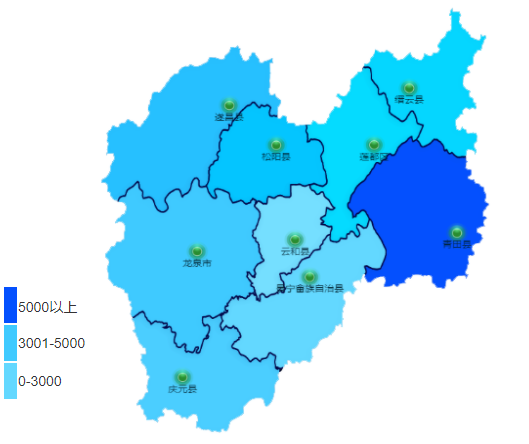 缙云县
遂昌县
莲都区
松阳县
青田县
云和县
龙泉市
景宁畲族自治县
5000以上
3001-5000
0-3000
庆元县